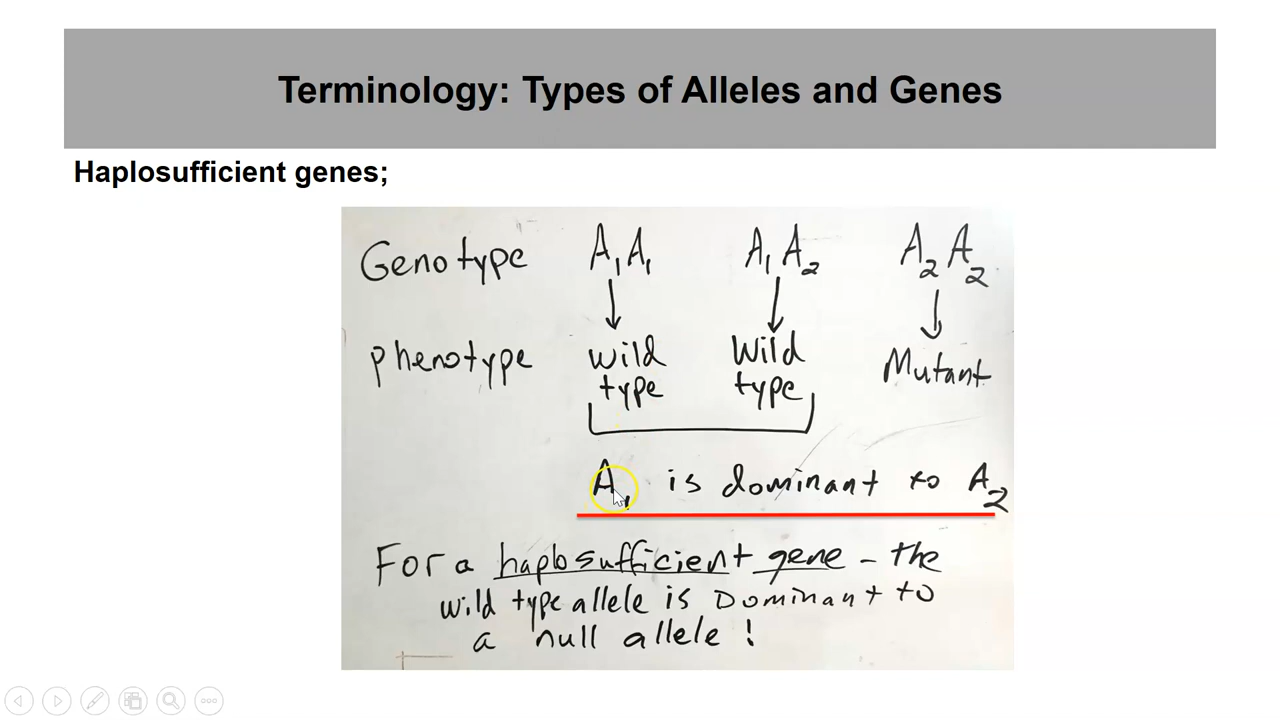 Terminology: Types of Alleles and Genes
Haplosufficient genes;
Genotype A₁A₁ A₁A₂ A₂A₂
phenotype wild type Wild type Mutant
A₁ is dominant to A₂
For a haplosufficient gene – the
wild type allele is Dominant to
a null allele!